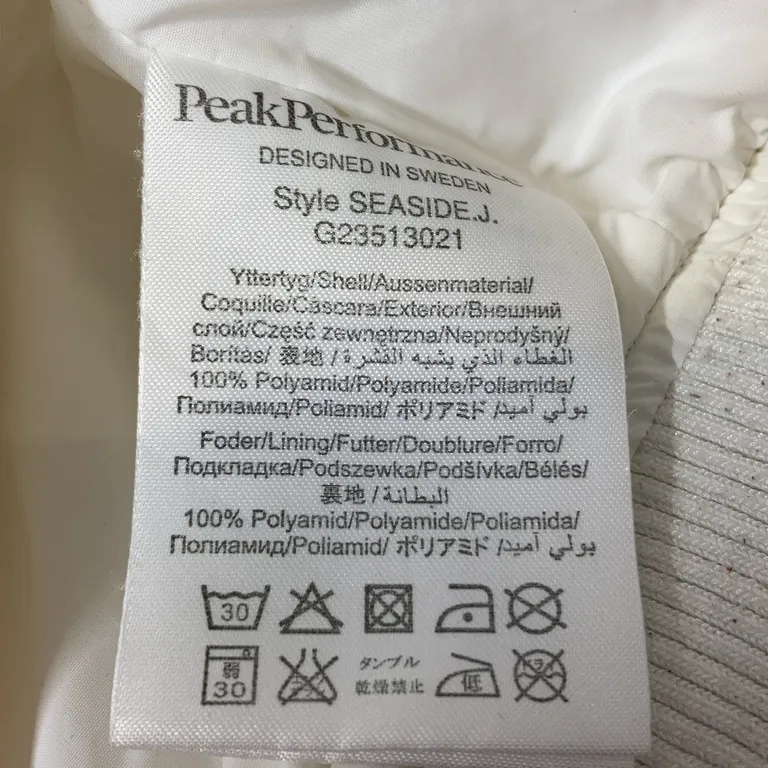 PeakPerformance
DESIGNED IN SWEDEN
Style SEASIDE.J.
G23513021
Yttertyg/Shell/Aussenmaterial/
Coquille/Cáscara/Exterior/Внешний
слой/Część zewnętrzna/Neprodyšný/
Borítás/ 表地 / الغطاء الذي يشبه القشرة/
100% Polyamid/Polyamide/Poliamida/
Полиамид/Poliamid/ ポリアミド /بولي أميد
Foder/Lining/Futter/Doublure/Forro/
Подкладка/Podszewka/Podšívka/Bélés/
裏地 / البطانة/
100% Polyamid/Polyamide/Poliamida/
Полиамид/Poliamid/ ポリアミド /بولي أميد
30
弱 30 タンブル 乾燥禁止 低 ドライ